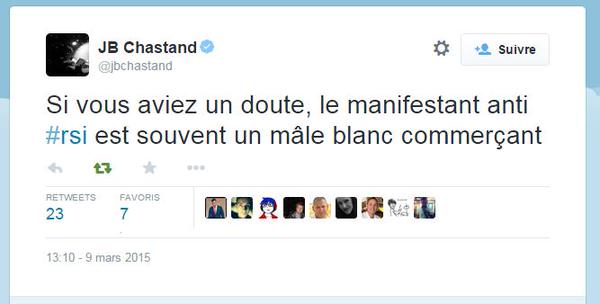 JB Chastand
@jbchastand
Suivre
Si vous aviez un doute, le manifestant anti
#rsi est souvent un mâle blanc commerçant
RETWEETS FAVORIS
23 7
13:10 - 9 mars 2015